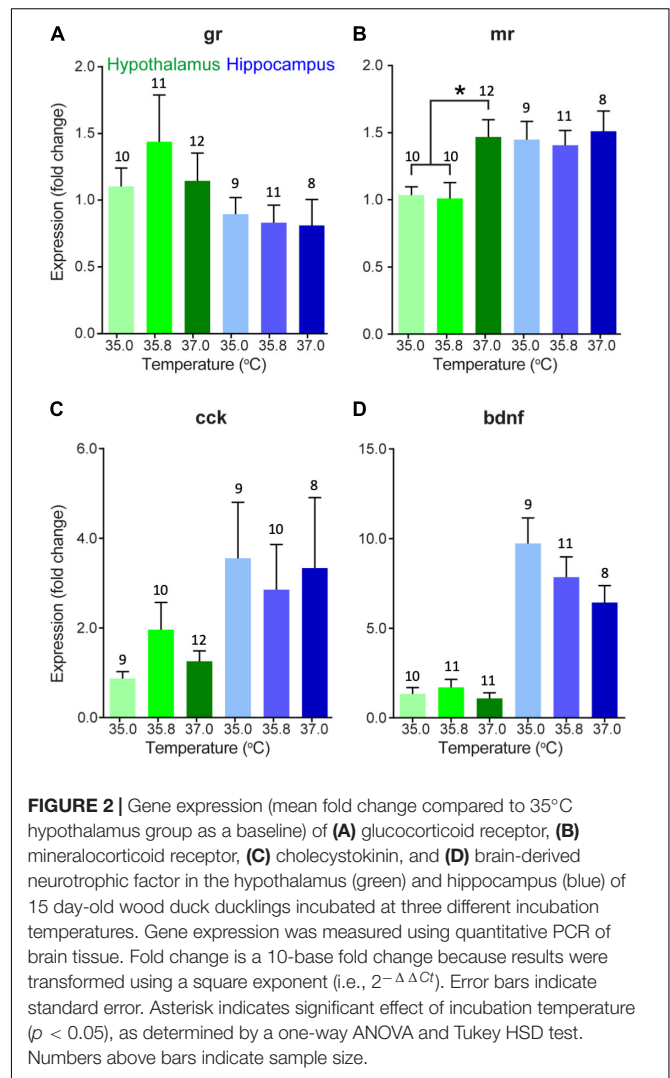 A
gr
Hypothalamus Hippocampus
Expression (fold change)
2.0
1.5
1.0
0.5
0.0
10
11
12
9
11
8
35.0 35.8 37.0 35.0 35.8 37.0
Temperature (°C)
B
mr
2.0
1.5
1.0
0.5
0.0
10
10
*
12
9
11
8
35.0 35.8 37.0 35.0 35.8 37.0
Temperature (°C)
C
cck
Expression (fold change)
6.0
4.0
2.0
0.0
9
10
12
9
10
8
35.0 35.8 37.0 35.0 35.8 37.0
Temperature (°C)
D
bdnf
15.0
10.0
5.0
0.0
10
11
11
9
11
8
35.0 35.8 37.0 35.0 35.8 37.0
Temperature (°C)
FIGURE 2 | Gene expression (mean fold change compared to 35°C
hypothalamus group as a baseline) of (A) glucocorticoid receptor, (B)
mineralocorticoid receptor, (C) cholecystokinin, and (D) brain-derived
neurotrophic factor in the hypothalamus (green) and hippocampus (blue) of
15 day-old wood duck ducklings incubated at three different incubation
temperatures. Gene expression was measured using quantitative PCR of
brain tissue. Fold change is a 10-base fold change because results were
transformed using a square exponent (i.e., 2^−ΔΔCt). Error bars indicate
standard error. Asterisk indicates significant effect of incubation temperature
(p < 0.05), as determined by a one-way ANOVA and Tukey HSD test.
Numbers above bars indicate sample size.